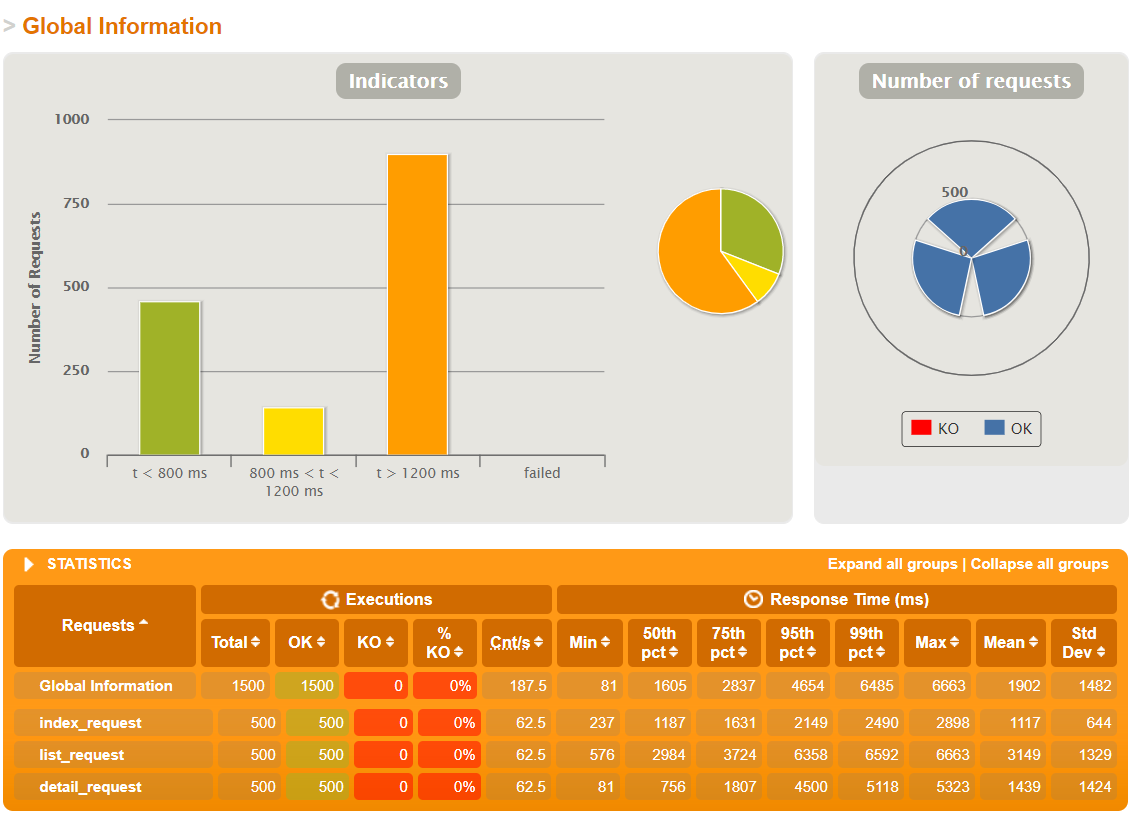 > Global Information
Indicators
Number of requests
Number of Requests
1000
750
500
250
0
t < 800 ms
800 ms < t <
1200 ms
t > 1200 ms
failed
500
0
KO OK
STATISTICS
Expand all groups | Collapse all groups
Requests
Executions
Response Time (ms)
Total OK KO % KO Cnt/s Min 50th pct 75th pct 95th pct 99th pct Max Mean Std Dev
Global Information 1500 1500 0 0% 187.5 81 1605 2837 4654 6485 6663 1902 1482
index_request 500 500 0 0% 62.5 237 1187 1631 2149 2490 2898 1117 644
list_request 500 500 0 0% 62.5 576 2984 3724 6358 6592 6663 3149 1329
detail_request 500 500 0 0% 62.5 81 756 1807 4500 5118 5323 1439 1424